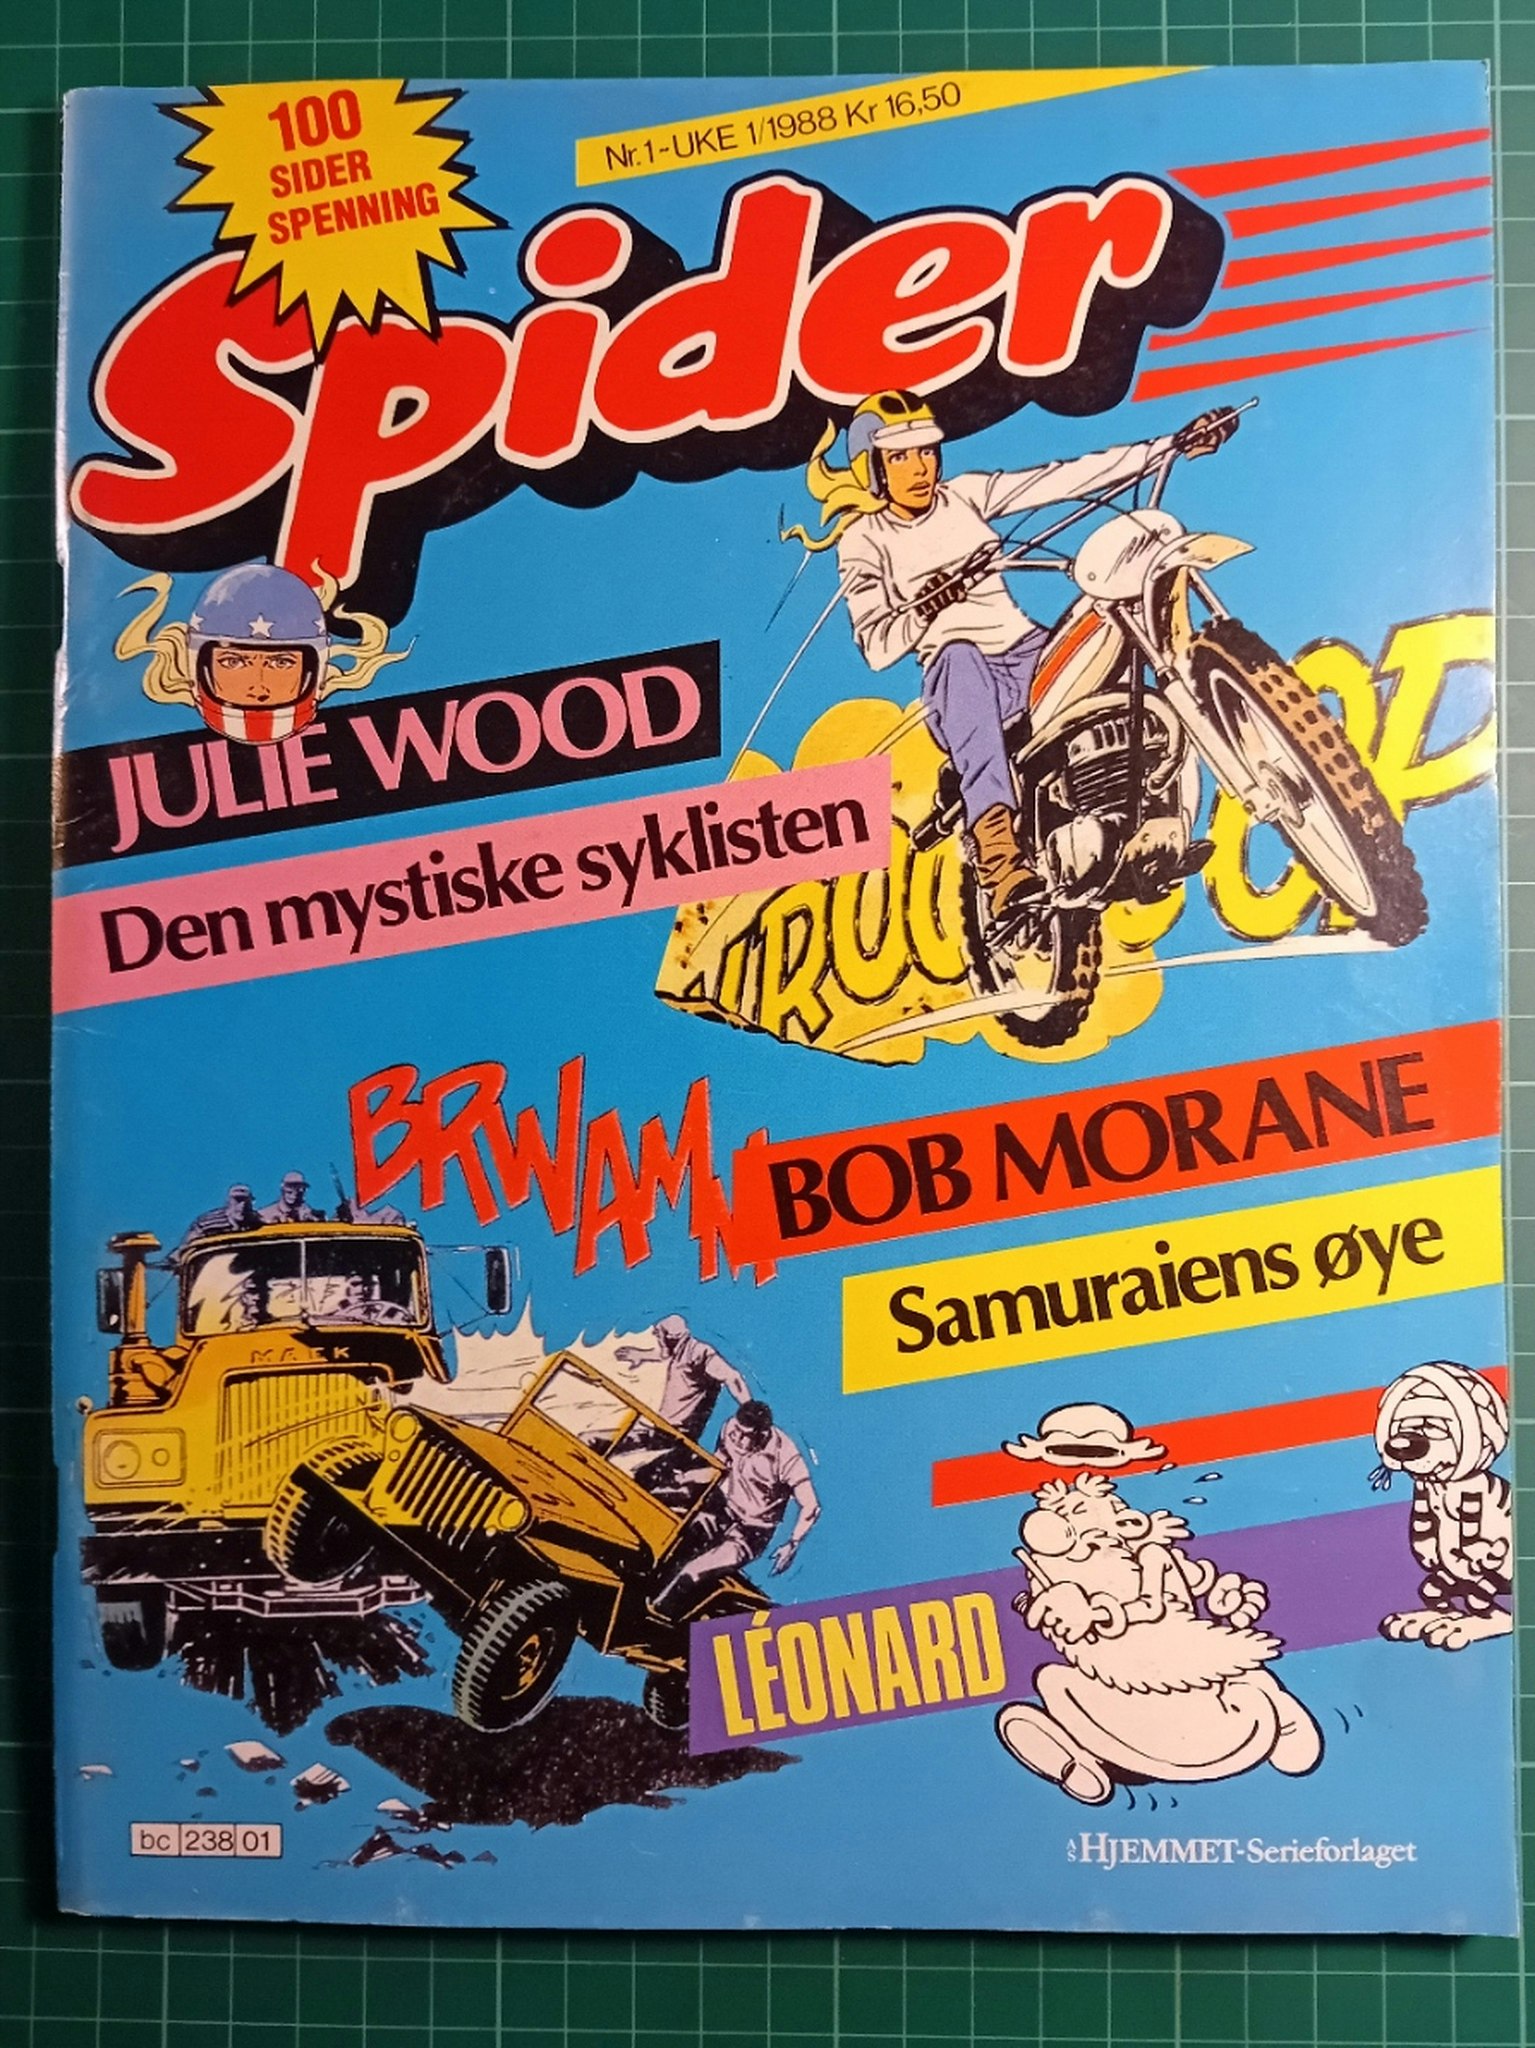 100
SIDER
SPENNING
Nr.1-UKE 1/1988 Kr 16,50
Spider
JULIE WOOD
Den mystiske syklisten
BRWAM
BOB MORANE
Samuraiens øye
MACK
LÉONARD
bc 238 01
A/S HJEMMET-Serieforlaget